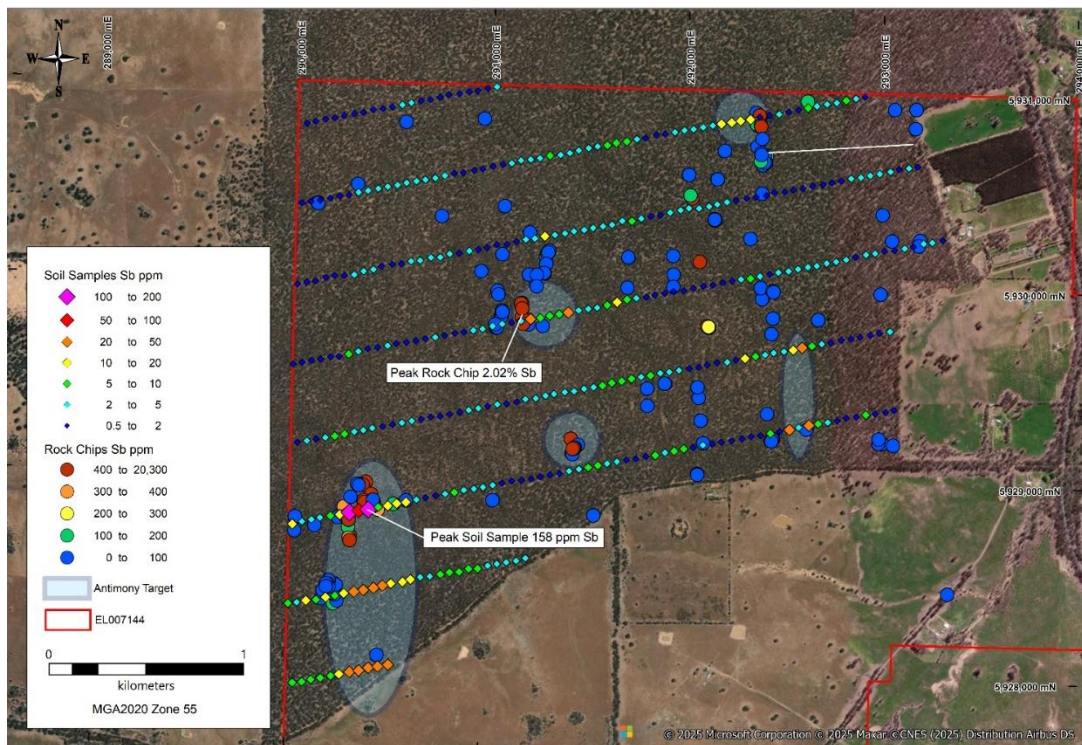 N
W E
S
289,000 mE
290,000 mE
291,000 mE
292,000 mE
293,000 mE
294,000 mE
5,931,000 mN
5,930,000 mN
Peak Rock Chip 2.02% Sb
5,929,000 mN
Peak Soil Sample 158 ppm Sb
5,928,000 mN
Soil Samples Sb ppm
100 to 200
50 to 100
20 to 50
10 to 20
5 to 10
2 to 5
0.5 to 2
Rock Chips Sb ppm
400 to 20,300
300 to 400
200 to 300
100 to 200
0 to 100
Antimony Target
EL007144
0 1
kilometers
MGA2020 Zone 55
© 2025 Microsoft Corporation © 2025 Maxar ©CNES (2025) Distribution Airbus DS